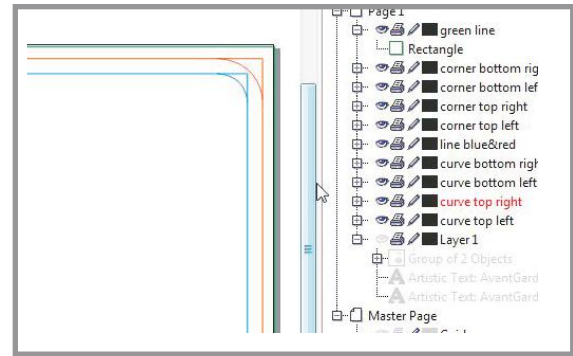 Page 1
green line
Rectangle
corner bottom rig
corner bottom lef
corner top right
corner top left
line blue&red
curve bottom righ
curve bottom left
curve top right
curve top left
Layer 1
Group of 2 Objects
Artistic Text: AvantGard
Artistic Text: AvantGard
Master Page